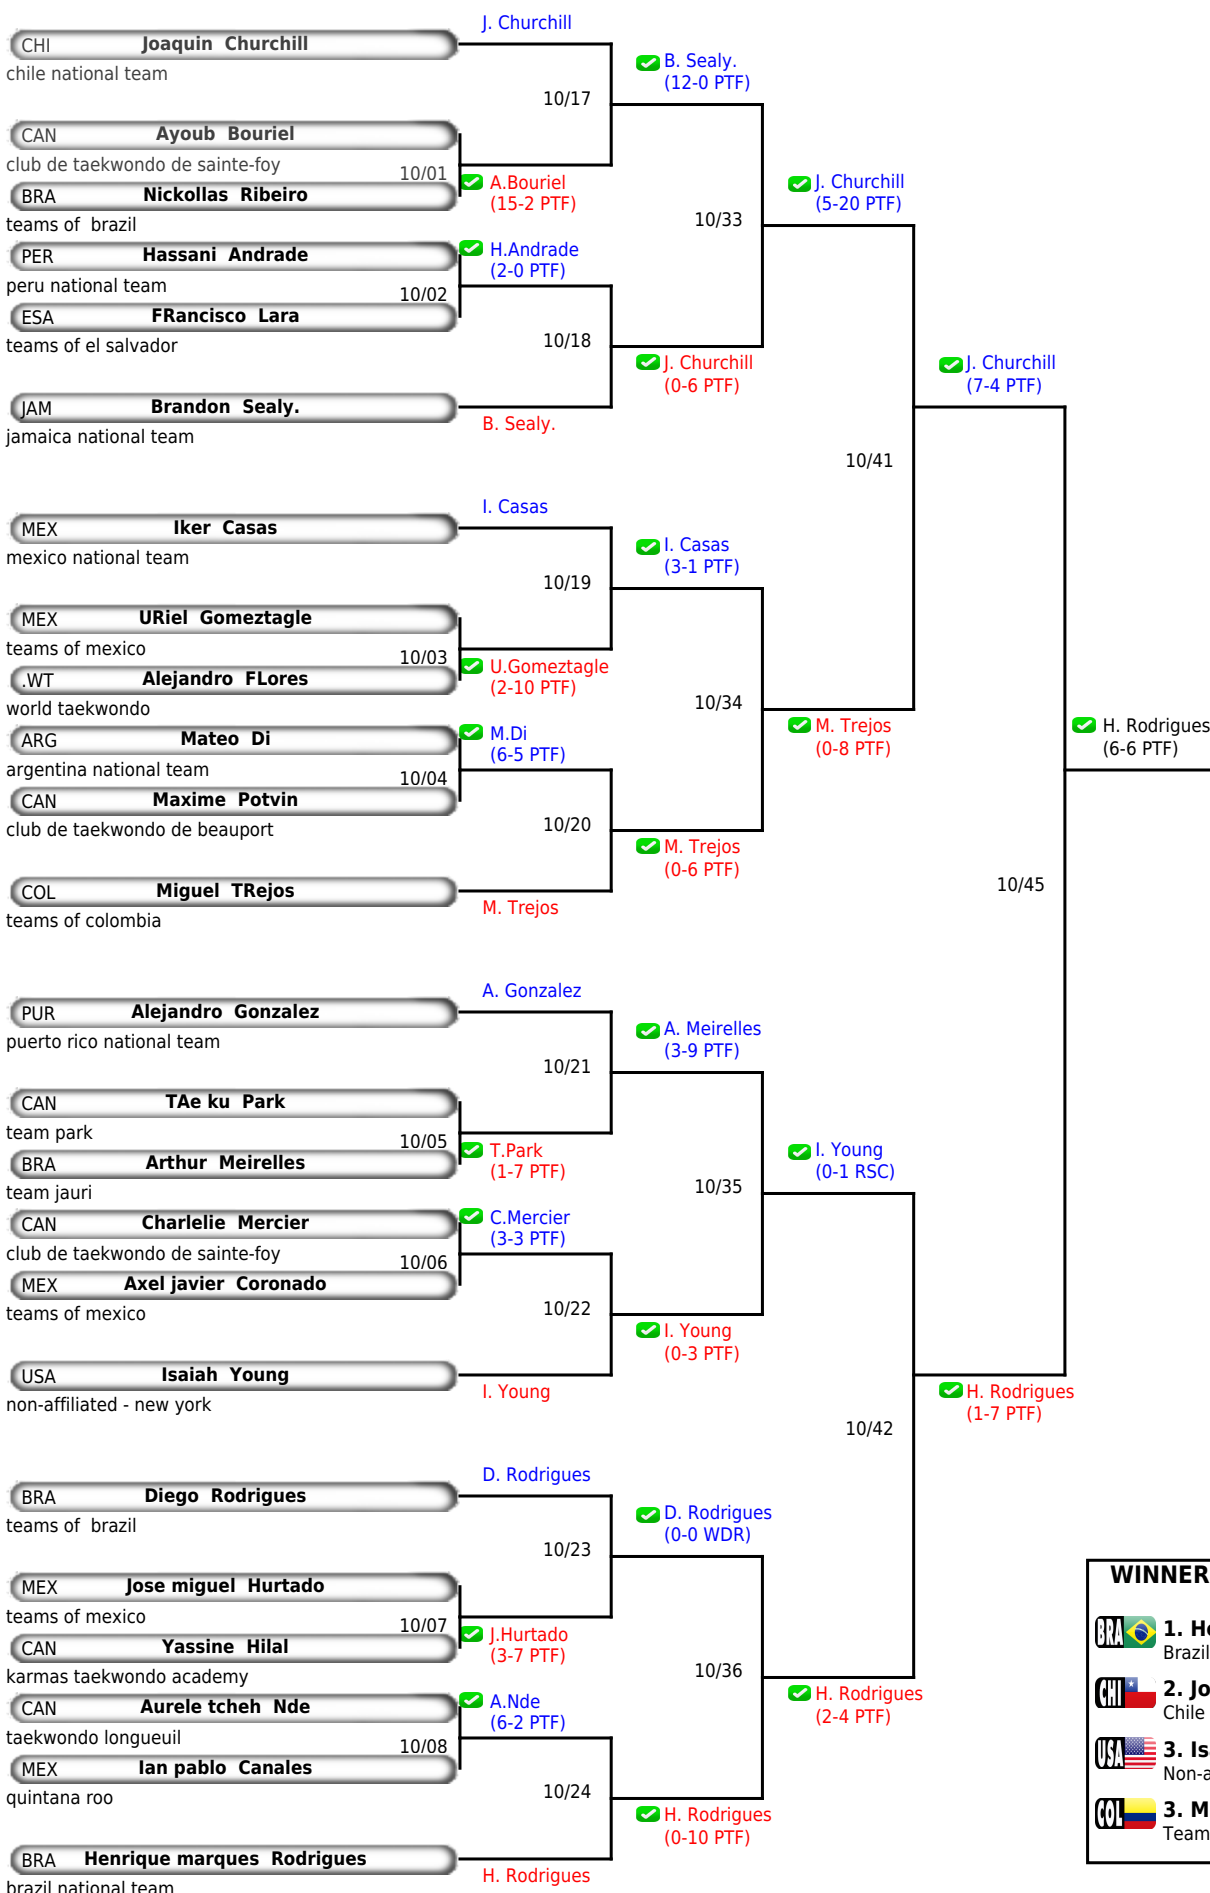 J. Churchill
CHI Joaquin Churchill
chile national team
B. Sealy.
(12-0 PTF)
10/17
CAN Ayoub Bouriel
club de taekwondo de sainte-foy
10/01
A.Bouriel
(15-2 PTF)
BRA Nickollas Ribeiro
teams of brazil
J. Churchill
(5-20 PTF)
10/33
PER Hassani Andrade
peru national team
H.Andrade
(2-0 PTF)
10/02
ESA FRancisco Lara
teams of el salvador
10/18
J. Churchill
(0-6 PTF)
J. Churchill
(7-4 PTF)
JAM Brandon Sealy.
jamaica national team
B. Sealy.
10/41
I. Casas
MEX Iker Casas
mexico national team
I. Casas
(3-1 PTF)
10/19
MEX URiel Gomeztagle
teams of mexico
10/03
U.Gomeztagle
(2-10 PTF)
.WT Alejandro FLores
world taekwondo
10/34
ARG Mateo Di
argentina national team
M.Di
(6-5 PTF)
M. Trejos
(0-8 PTF)
H. Rodrigues
(6-6 PTF)
10/04
CAN Maxime Potvin
club de taekwondo de beauport
10/20
M. Trejos
(0-6 PTF)
COL Miguel TRejos
teams of colombia
M. Trejos
10/45
A. Gonzalez
PUR Alejandro Gonzalez
puerto rico national team
A. Meirelles
(3-9 PTF)
10/21
CAN TAe ku Park
team park
10/05
T.Park
(1-7 PTF)
BRA Arthur Meirelles
team jauri
I. Young
(0-1 RSC)
10/35
CAN Charlelie Mercier
club de taekwondo de sainte-foy
C.Mercier
(3-3 PTF)
10/06
MEX Axel javier Coronado
teams of mexico
10/22
I. Young
(0-3 PTF)
USA Isaiah Young
non-affiliated - new york
I. Young
H. Rodrigues
(1-7 PTF)
10/42
D. Rodrigues
BRA Diego Rodrigues
teams of brazil
D. Rodrigues
(0-0 WDR)
10/23
MEX Jose miguel Hurtado
teams of mexico
10/07
J.Hurtado
(3-7 PTF)
CAN Yassine Hilal
karmas taekwondo academy
10/36
CAN Aurele tcheh Nde
taekwondo longueuil
A.Nde
(6-2 PTF)
H. Rodrigues
(2-4 PTF)
10/08
MEX Ian pablo Canales
quintana roo
10/24
H. Rodrigues
(0-10 PTF)
BRA Henrique marques Rodrigues
brazil national team
H. Rodrigues
WINNER
BRA 1. He
Brazil
CHI 2. Jo
Chile
USA 3. Isa
Non-a
COL 3. M
Team